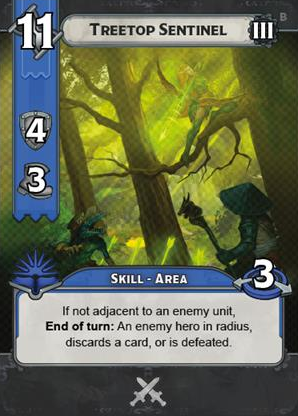 11
TREETOP SENTINEL
III
B
4
3
SKILL - AREA
3
If not adjacent to an enemy unit,
End of turn: An enemy hero in radius,
discards a card, or is defeated.